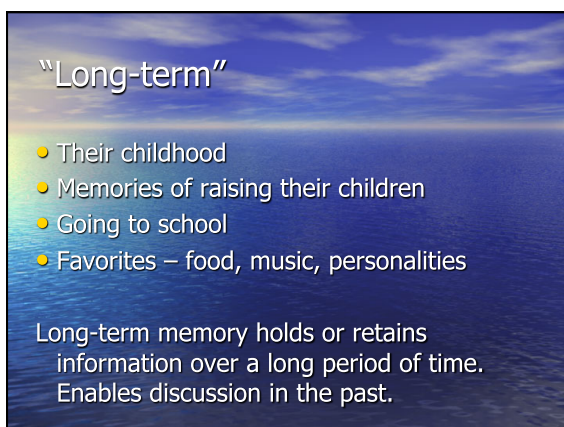 “Long-term”
• Their childhood
• Memories of raising their children
• Going to school
• Favorites – food, music, personalities
Long-term memory holds or retains
information over a long period of time.
Enables discussion in the past.